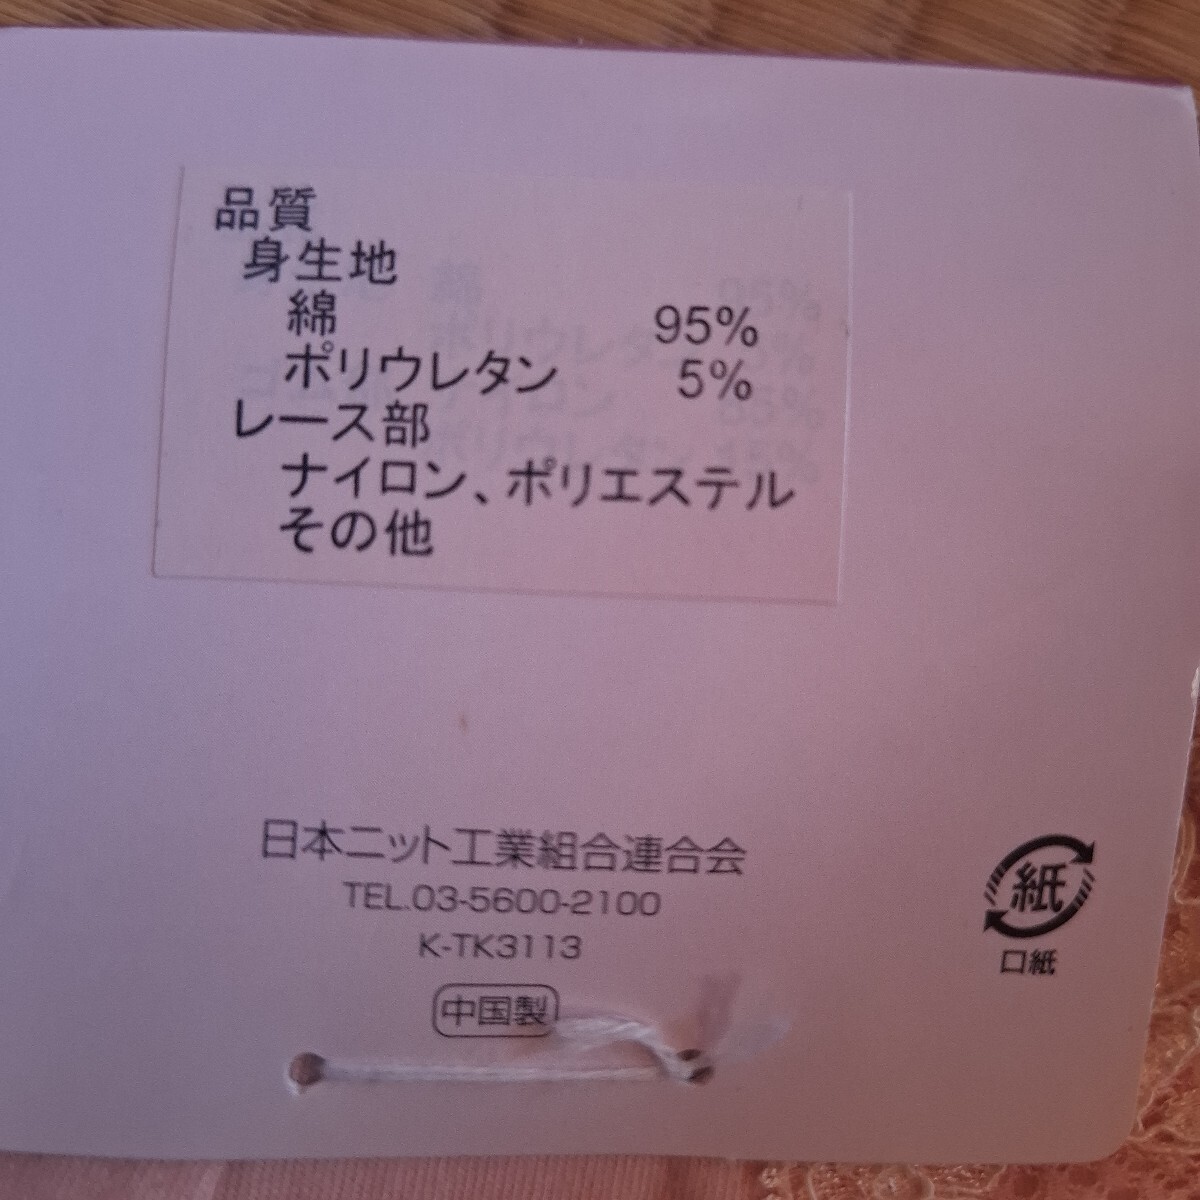 品質
身生地
綿 95%
ポリウレタン 5%
レース部
ナイロン、ポリエステル
その他
日本ニット工業組合連合会
TEL.03-5600-2100
K-TK3113
中国製
紙
口紙